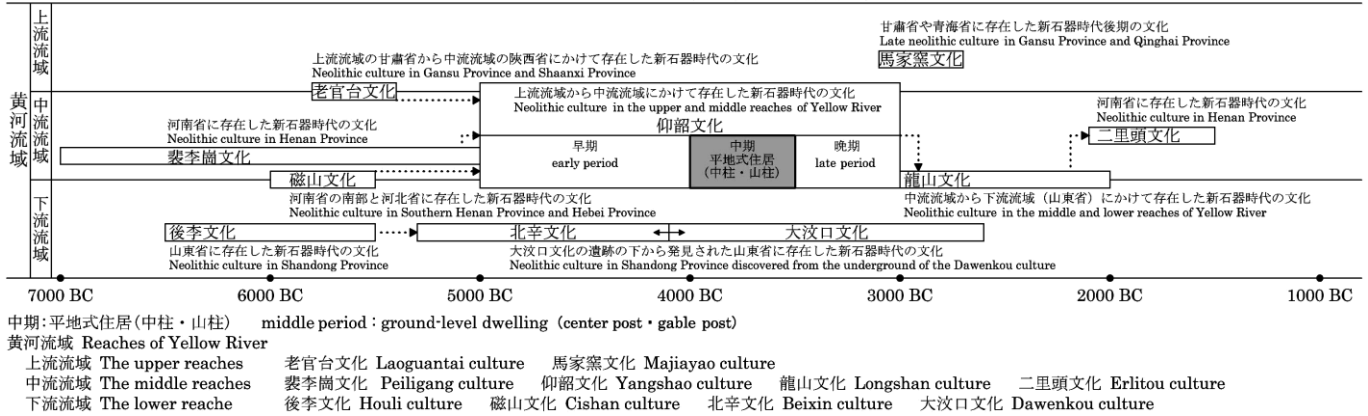 黄河流域
上流流域
中流流域
下流流域
甘粛省や青海省に存在した新石器時代後期の文化
Late neolithic culture in Gansu Province and Qinghai Province
馬家窯文化
上流流域の甘粛省から中流流域の陝西省にかけて存在した新石器時代の文化
Neolithic culture in Gansu Province and Shaanxi Province
老官台文化
上流流域から中流流域にかけて存在した新石器時代の文化
Neolithic culture in the upper and middle reaches of Yellow River
仰韶文化
早期
early period
中期
平地式住居
(中柱・山柱)
晩期
late period
河南省に存在した新石器時代の文化
Neolithic culture in Henan Province
二里頭文化
河南省に存在した新石器時代の文化
Neolithic culture in Henan Province
裴李崗文化
磁山文化
河南省の南部と河北省に存在した新石器時代の文化
Neolithic culture in Southern Henan Province and Hebei Province
龍山文化
中流流域から下流流域（山東省）にかけて存在した新石器時代の文化
Neolithic culture in the middle and lower reaches of Yellow River
後李文化
北辛文化
大汶口文化
山東省に存在した新石器時代の文化
Neolithic culture in Shandong Province
大汶口文化の遺跡の下から発見された山東省に存在した新石器時代の文化
Neolithic culture in Shandong Province discovered from the underground of the Dawenkou culture
7000 BC 6000 BC 5000 BC 4000 BC 3000 BC 2000 BC 1000 BC
中期：平地式住居(中柱・山柱) middle period：ground-level dwelling (center post・gable post)
黄河流域 Reaches of Yellow River
上流流域 The upper reaches 老官台文化 Laoguantai culture 馬家窯文化 Majiayao culture
中流流域 The middle reaches 裴李崗文化 Peiligang culture 仰韶文化 Yangshao culture 龍山文化 Longshan culture 二里頭文化 Erlitou culture
下流流域 The lower reache 後李文化 Houli culture 磁山文化 Cishan culture 北辛文化 Beixin culture 大汶口文化 Dawenkou culture